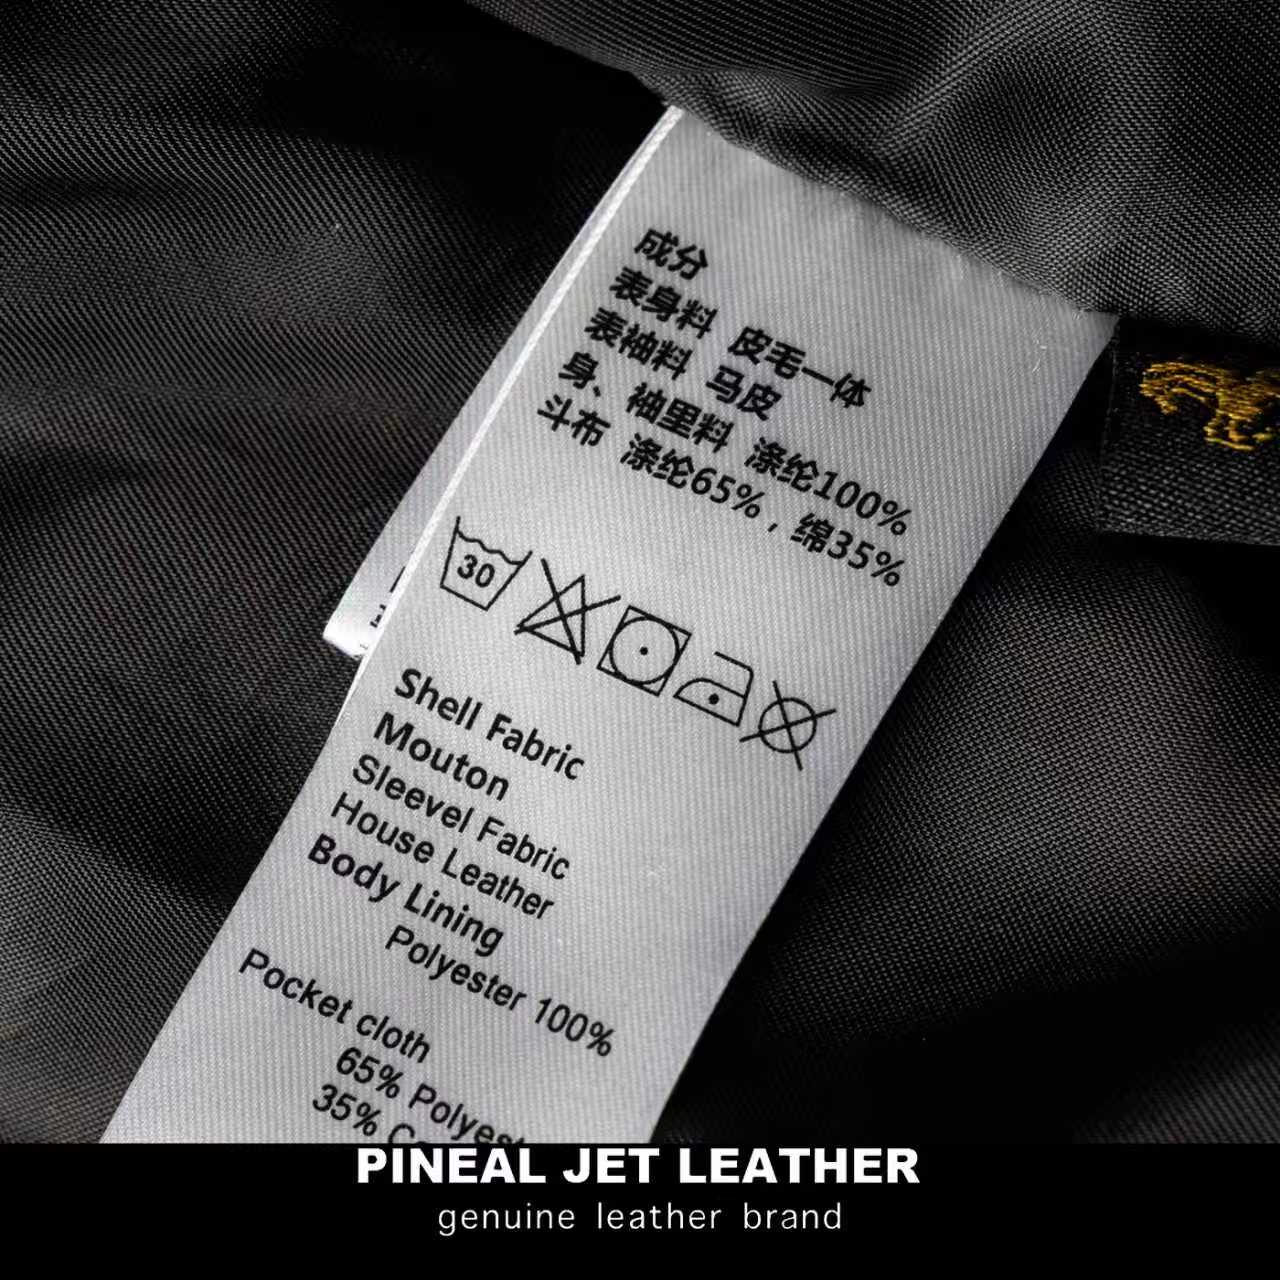 成分
表身料 皮毛一体
表袖料 马皮
身、袖里料 涤纶100%
斗布 涤纶65%，绵35%
30
Shell Fabric
Mouton
Sleevel Fabric
House Leather
Body Lining
Polyester 100%
Pocket cloth
65% Polyest
35% Co
PINEAL JET LEATHER
genuine leather brand